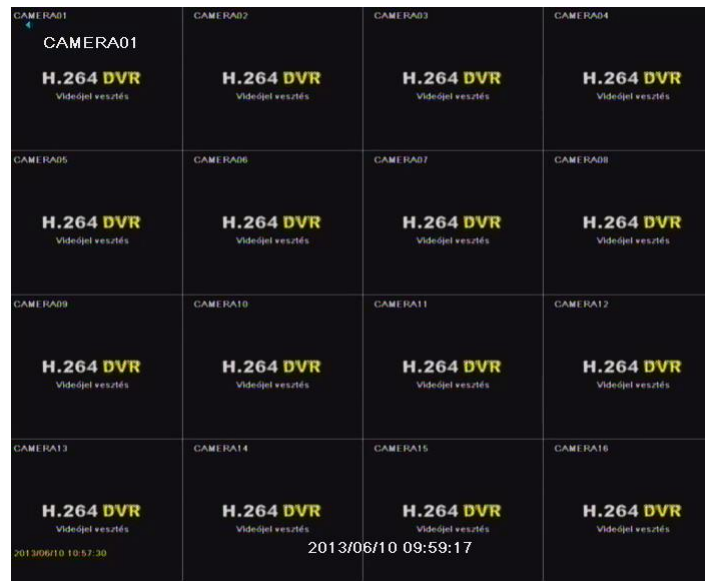 CAMERA01 CAMERA02 CAMERA03 CAMERA04
CAMERA01
H.264 DVR H.264 DVR H.264 DVR H.264 DVR
Videójel vesztés Videójel vesztés Videójel vesztés Videójel vesztés
CAMERA05 CAMERA06 CAMERA07 CAMERA08
H.264 DVR H.264 DVR H.264 DVR H.264 DVR
Videójel vesztés Videójel vesztés Videójel vesztés Videójel vesztés
CAMERA09 CAMERA10 CAMERA11 CAMERA12
H.264 DVR H.264 DVR H.264 DVR H.264 DVR
Videójel vesztés Videójel vesztés Videójel vesztés Videójel vesztés
CAMERA13 CAMERA14 CAMERA15 CAMERA16
H.264 DVR H.264 DVR H.264 DVR H.264 DVR
Videójel vesztés Videójel vesztés Videójel vesztés Videójel vesztés
2013/06/10 10:57:30 2013/06/10 09:59:17